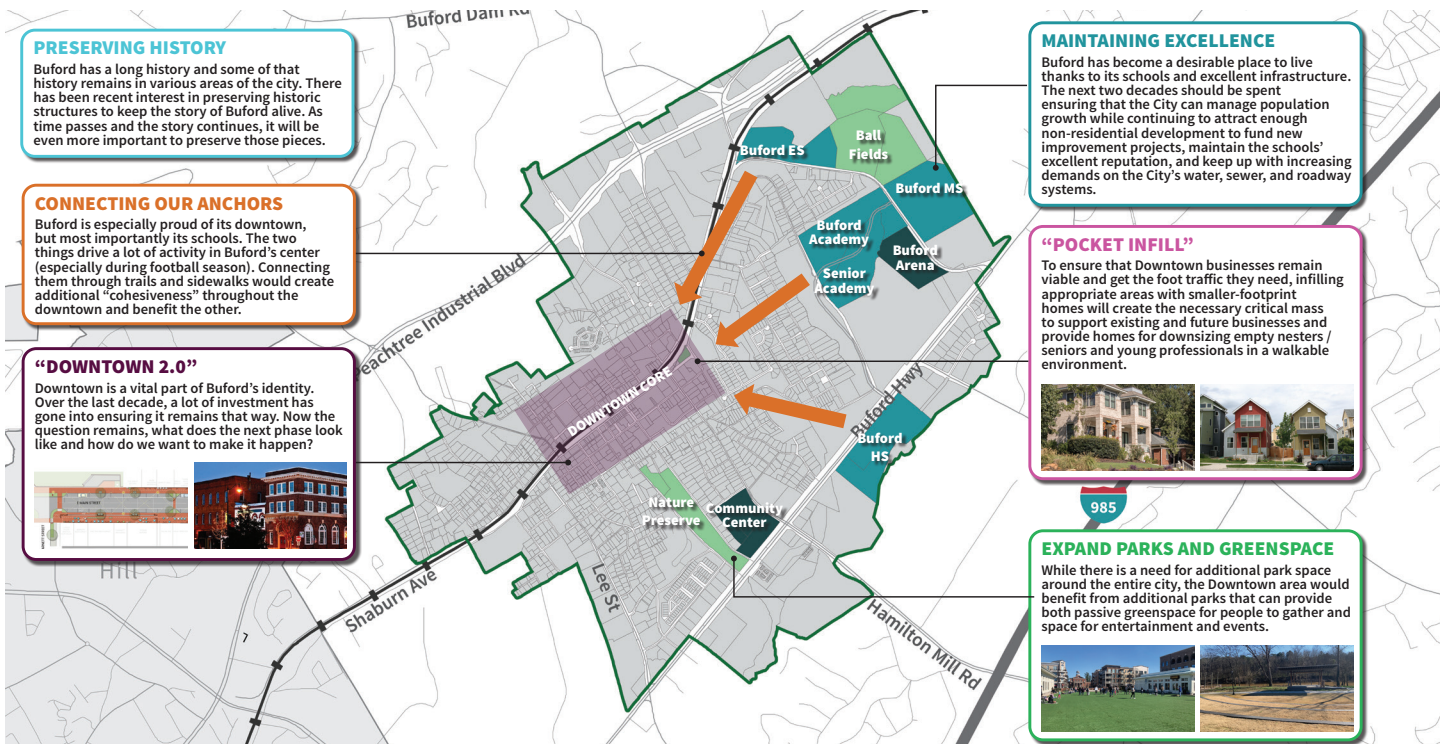 Buford Dam Rd
PRESERVING HISTORY
Buford has a long history and some of that
history remains in various areas of the city. There
has been recent interest in preserving historic
structures to keep the story of Buford alive. As
time passes and the story continues, it will be
even more important to preserve those pieces.
CONNECTING OUR ANCHORS
Buford is especially proud of its downtown,
but most importantly its schools. The two
things drive a lot of activity in Buford's center
(especially during football season). Connecting
them through trails and sidewalks would create
additional “cohesiveness” throughout the
downtown and benefit the other.
“DOWNTOWN 2.0”
Downtown is a vital part of Buford's identity.
Over the last decade, a lot of investment has
gone into ensuring it remains that way. Now the
question remains, what does the next phase look
like and how do we want to make it happen?
E MAIN STREET
Hill
Shaburn Ave
Peachtree Industrial Blvd
DOWNTOWN CORE
Lee St
Buford ES
Ball
Fields
Buford MS
Buford
Academy
Buford
Arena
Senior
Academy
Buford Hwy
Buford
HS
Nature
Preserve
Community
Center
Hamilton Mill Rd
985
MAINTAINING EXCELLENCE
Buford has become a desirable place to live
thanks to its schools and excellent infrastructure.
The next two decades should be spent
ensuring that the City can manage population
growth while continuing to attract enough
non-residential development to fund new
improvement projects, maintain the schools'
excellent reputation, and keep up with increasing
demands on the City's water, sewer, and roadway
systems.
“POCKET INFILL”
To ensure that Downtown businesses remain
viable and get the foot traffic they need, infilling
appropriate areas with smaller-footprint
homes will create the necessary critical mass
to support existing and future businesses and
provide homes for downsizing empty nesters /
seniors and young professionals in a walkable
environment.
EXPAND PARKS AND GREENSPACE
While there is a need for additional park space
around the entire city, the Downtown area would
benefit from additional parks that can provide
both passive greenspace for people to gather and
space for entertainment and events.